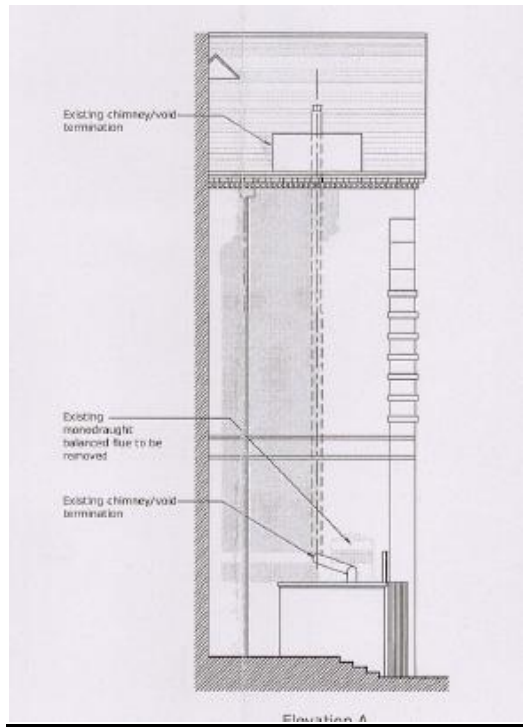 Existing chimney/void
termination
Existing
monodraught
balanced flue to be
removed
Existing chimney/void
termination
Elevation A